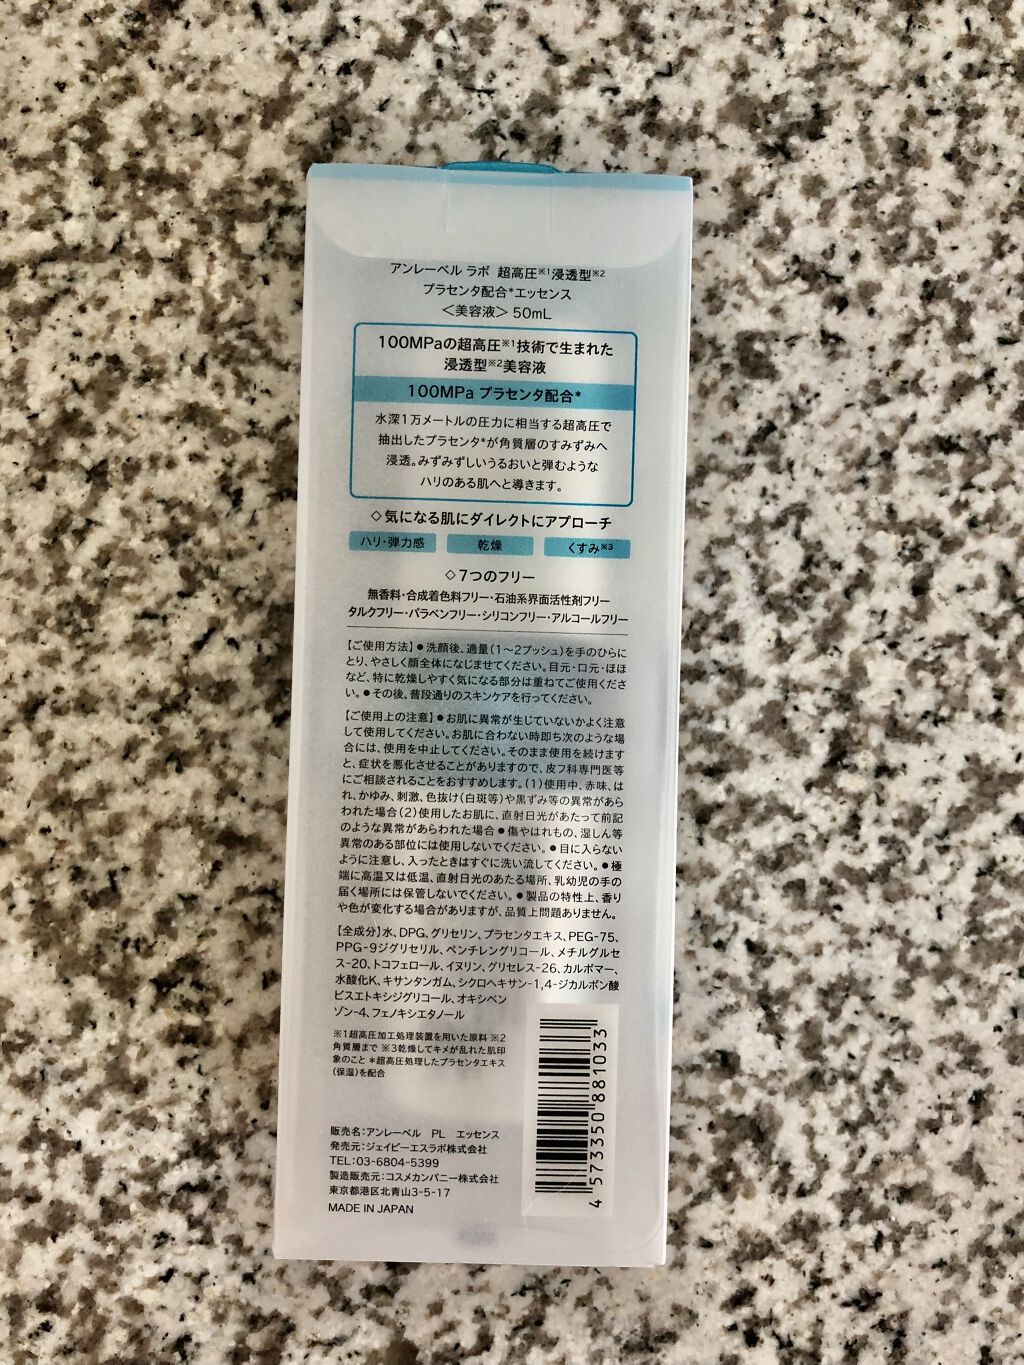 アンレーベル ラボ 超高圧※1浸透型※2
プラセンタ配合*エッセンス
＜美容液＞50mL
100MPaの超高圧※1技術で生まれた
浸透型※2美容液
100MPa プラセンタ配合*
水深1万メートルの圧力に相当する超高圧で
抽出したプラセンタ*が角質層のすみずみへ
浸透。みずみずしいうるおいと弾むような
ハリのある肌へと導きます。
◇気になる肌にダイレクトにアプローチ
ハリ・弾力感 乾燥 くすみ※3
◇7つのフリー
無香料・合成着色料フリー・石油系界面活性剤フリー
タルクフリー・パラベンフリー・シリコンフリー・アルコールフリー
【ご使用方法】●洗顔後、適量(1〜2プッシュ)を手のひらに
とり、やさしく顔全体になじませてください。目元・口元・ほほ
など、特に乾燥しやすく気になる部分は重ねてご使用くださ
い。●その後、普段通りのスキンケアを行ってください。
【ご使用上の注意】●お肌に異常が生じていないかよく注意
して使用してください。お肌に合わない時即ち次のような場
合には、使用を中止してください。そのまま使用を続けます
と、症状を悪化させることがありますので、皮フ科専門医等
にご相談されることをおすすめします。(1)使用中、赤味、は
れ、かゆみ、刺激、色抜け(白斑等)や黒ずみ等の異常があら
われた場合(2)使用したお肌に、直射日光があたって前記
のような異常があらわれた場合●傷やはれもの、湿しん等
異常のある部位には使用しないでください。●目に入らない
ように注意し、入ったときはすぐに洗い流してください。●極
端に高温又は低温、直射日光のあたる場所、乳幼児の手の
届く場所には保管しないでください。●製品の特性上、香り
や色が変化する場合がありますが、品質上問題ありません。
【全成分】水、DPG、グリセリン、プラセンタエキス、PEG-75、
PPG-9ジグリセリル、ペンチレングリコール、メチルグルセ
ス-20、トコフェロール、イヌリン、グリセレス-26、カルボマー、
水酸化K、キサンタンガム、シクロヘキサン-1,4-ジカルボン酸
ビスエトキシジグリコール、オキシベン
ゾン-4、フェノキシエタノール
※1超高圧加工処理装置を用いた原料 ※2
角質層まで ※3乾燥してキメが乱れた肌印
象のこと *超高圧処理したプラセンタエキス
(保湿)を配合
販売名:アンレーベル PL エッセンス
発売元:ジェイピーエスラボ株式会社
TEL:03-6804-5399
製造販売元:コスメカンパニー株式会社
東京都港区北青山3-5-17
MADE IN JAPAN
4 573350 881033